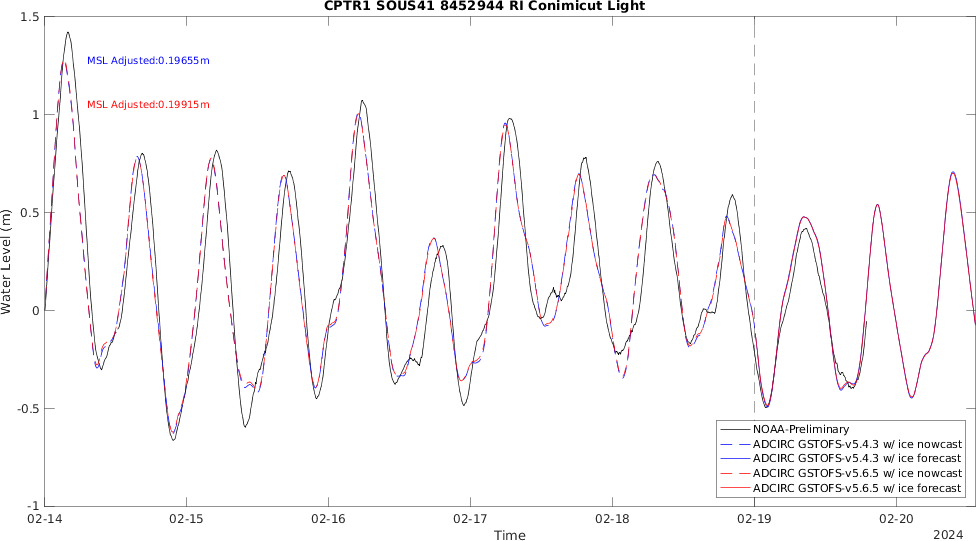 CPTR1 SOUS41 8452944 RI Conimicut Light
1.5
MSL Adjusted:0.19655m
MSL Adjusted:0.19915m
1
0.5
0
-0.5
-1
Water Level (m)
NOAA-Preliminary
ADCIRC GSTOFS-v5.4.3 w/ ice nowcast
ADCIRC GSTOFS-v5.4.3 w/ ice forecast
ADCIRC GSTOFS-v5.6.5 w/ ice nowcast
ADCIRC GSTOFS-v5.6.5 w/ ice forecast
02-14 02-15 02-16 02-17 02-18 02-19 02-20
Time
2024